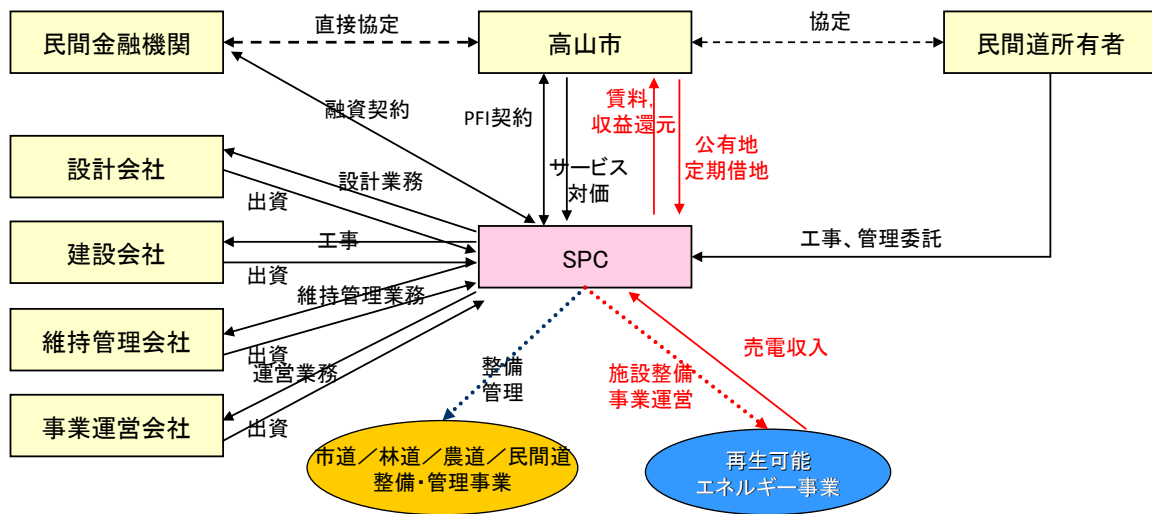 直接協定
協定
民間金融機関
高山市
民間道所有者
融資契約
PFI契約
賃料,
収益還元
公有地
定期借地
サービス
対価
設計会社
設計業務
出資
建設会社
工事
出資
SPC
工事、管理委託
維持管理会社
維持管理業務
出資
運営業務
事業運営会社
出資
整備
管理
施設整備
事業運営
売電収入
市道／林道／農道／民間道
整備・管理事業
再生可能
エネルギー事業